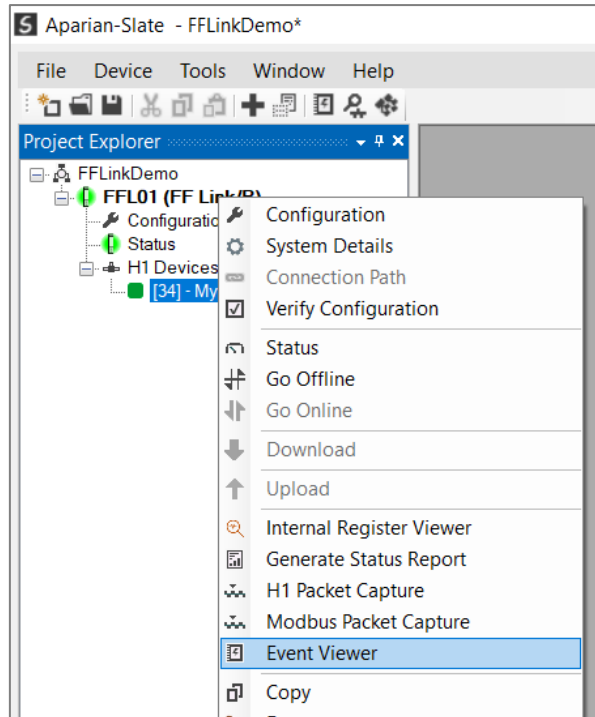 S Aparian-Slate - FFLinkDemo*
File Device Tools Window Help
Project Explorer
FFLinkDemo
FFL01 (FF Link/B)
Configuratio
Status
H1 Devices
[34] - My
Configuration
System Details
Connection Path
Verify Configuration
Status
Go Offline
Go Online
Download
Upload
Internal Register Viewer
Generate Status Report
H1 Packet Capture
Modbus Packet Capture
Event Viewer
Copy